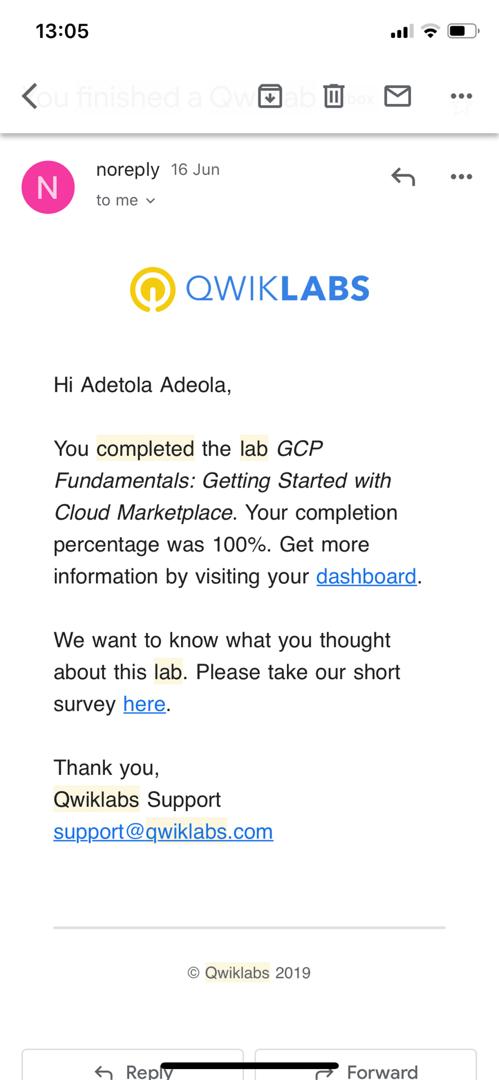 13:05
You finished a Qwiklab
N
noreply 16 Jun
to me
QWIKLABS
Hi Adetola Adeola,
You completed the lab GCP
Fundamentals: Getting Started with
Cloud Marketplace. Your completion
percentage was 100%. Get more
information by visiting your dashboard.
We want to know what you thought
about this lab. Please take our short
survey here.
Thank you,
Qwiklabs Support
support@qwiklabs.com
© Qwiklabs 2019
Reply Forward